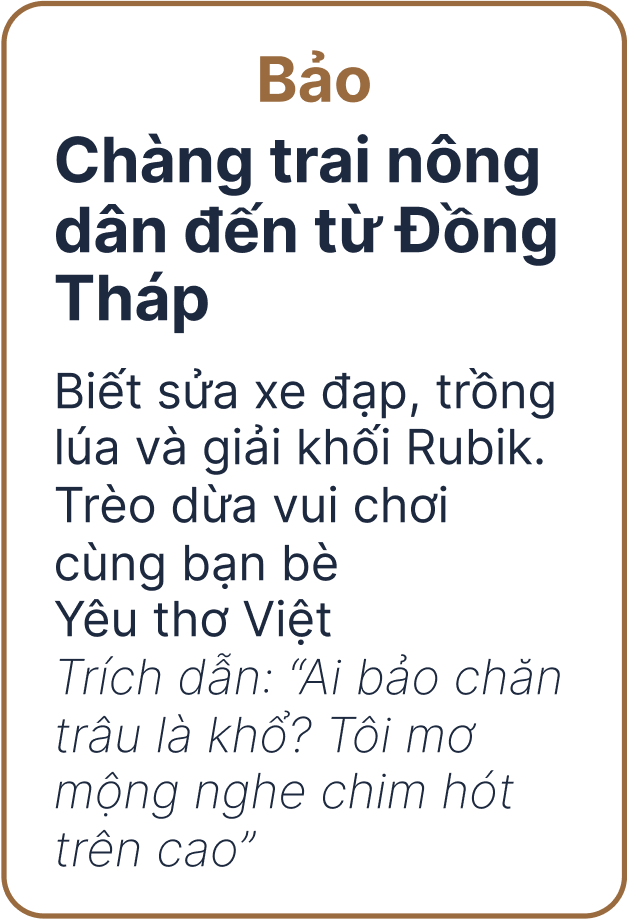 Bảo
Chàng trai nông
dân đến từ Đồng
Tháp
Biết sửa xe đạp, trồng
lúa và giải khối Rubik.
Trèo dừa vui chơi
cùng bạn bè
Yêu thơ Việt
Trích dẫn: “Ai bảo chăn
trâu là khổ? Tôi mơ
mộng nghe chim hót
trên cao”